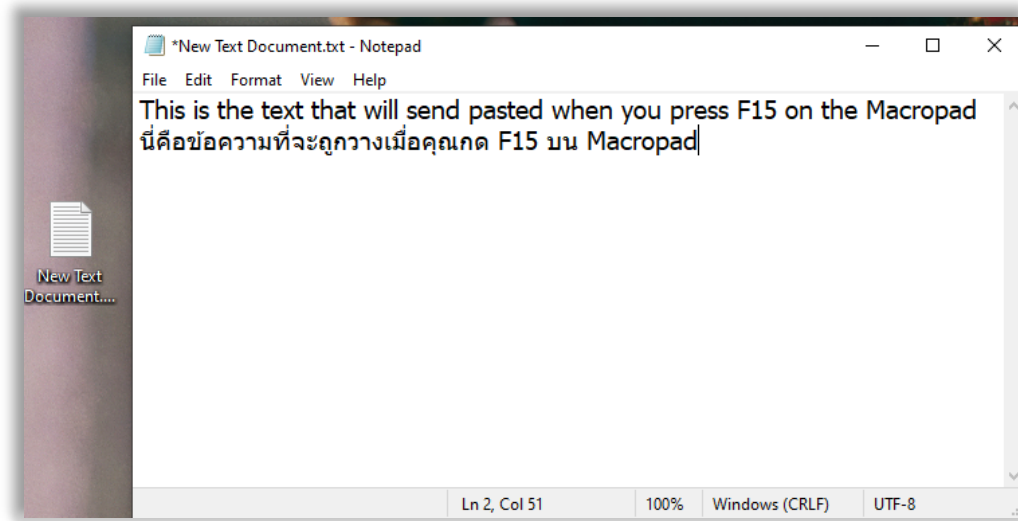 *New Text Document.txt - Notepad
File Edit Format View Help
This is the text that will send pasted when you press F15 on the Macropad
นี่คือข้อความที่จะถูกวางเมื่อคุณกด F15 บน Macropad
New Text
Document....
Ln 2, Col 51 100% Windows (CRLF) UTF-8